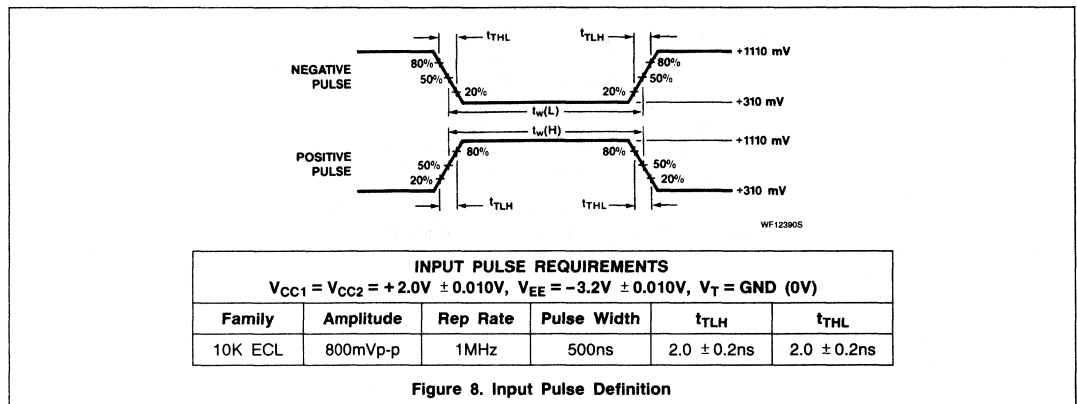 tTHL
tTLH
+1110 mV
80%
80%
NEGATIVE
PULSE
50%
50%
20%
20%
+310 mV
tw(L)
tw(H)
+1110 mV
80%
80%
POSITIVE
PULSE
50%
50%
20%
20%
+310 mV
tTLH
tTHL
WF12390S
INPUT PULSE REQUIREMENTS
VCC1 = VCC2 = +2.0V ±0.010V, VEE = −3.2V ±0.010V, VT = GND (0V)
Family Amplitude Rep Rate Pulse Width tTLH tTHL
10K ECL 800mVp-p 1MHz 500ns 2.0 ±0.2ns 2.0 ±0.2ns
Figure 8. Input Pulse Definition